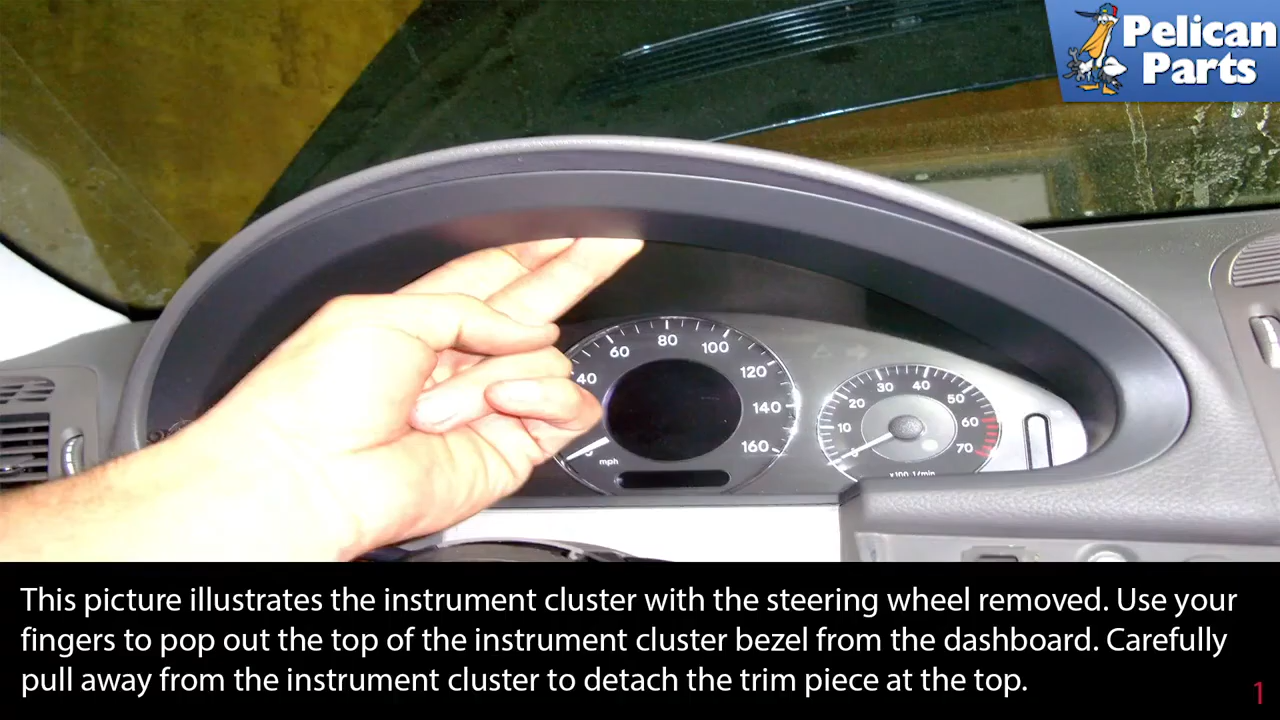 Pelican
Parts
40
60
80
100
120
140
160
mph
0
10
20
30
40
50
60
70
x100 1/min
This picture illustrates the instrument cluster with the steering wheel removed. Use your
fingers to pop out the top of the instrument cluster bezel from the dashboard. Carefully
pull away from the instrument cluster to detach the trim piece at the top.
1